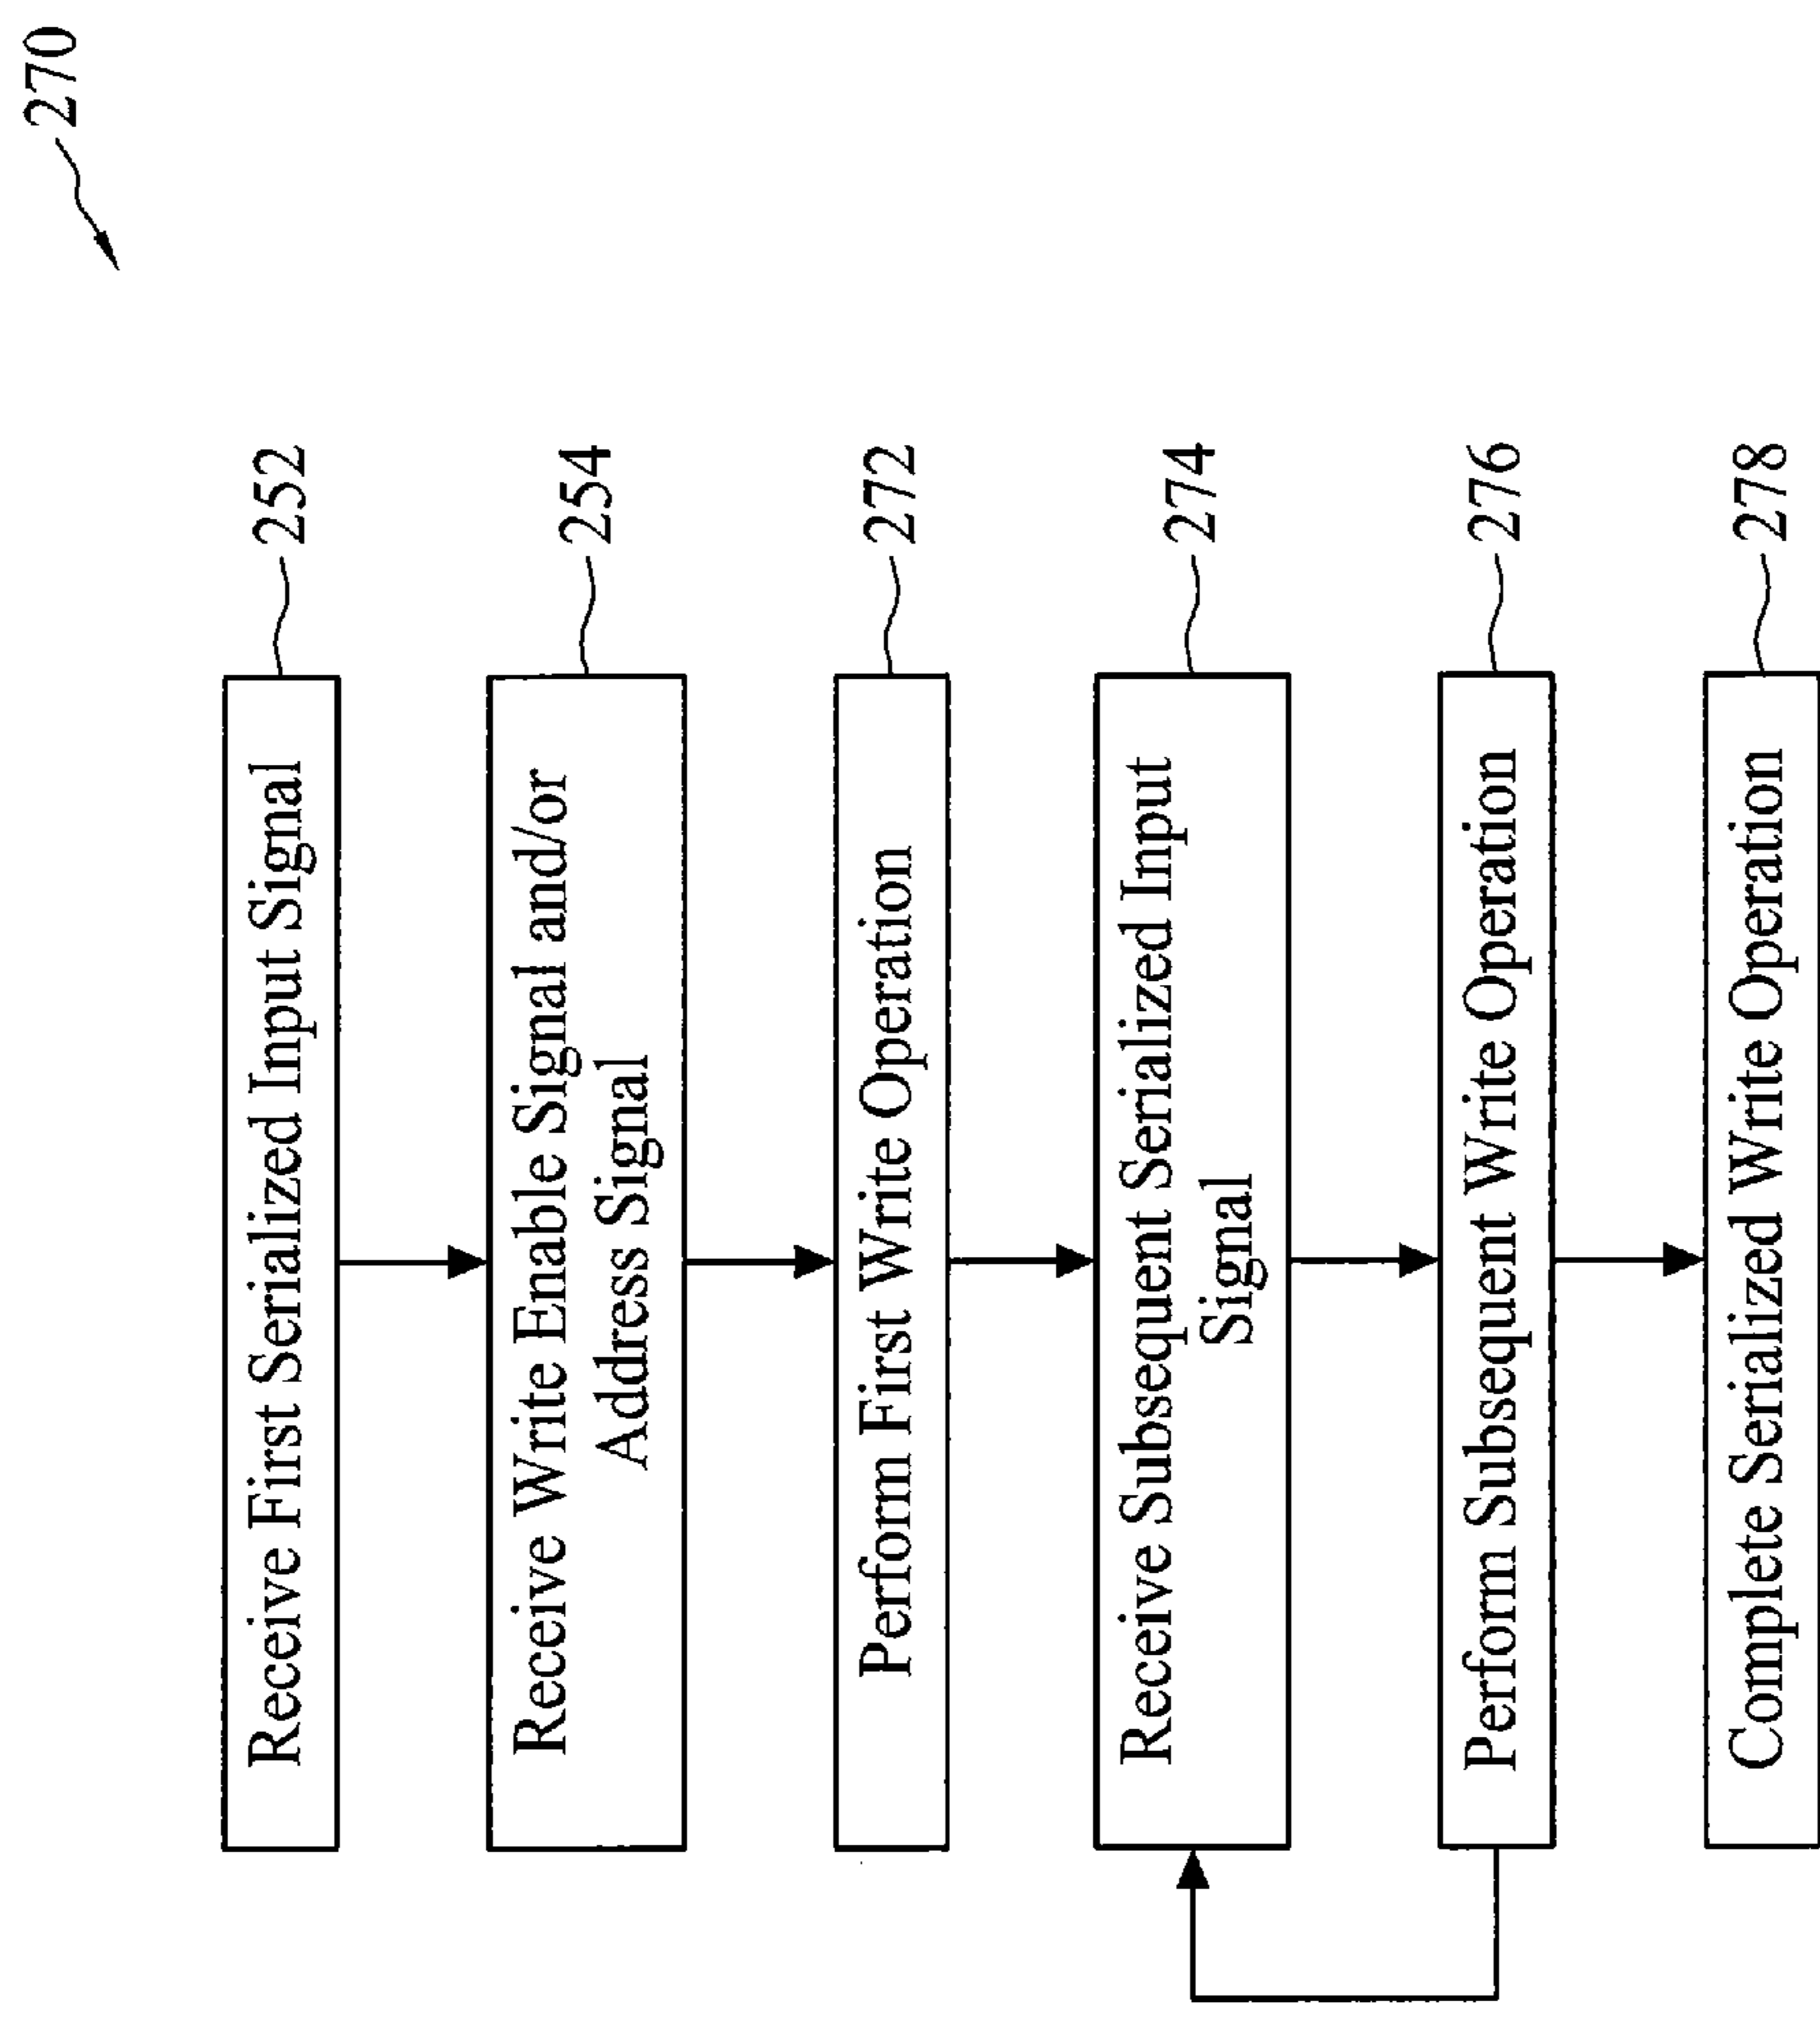 270
Receive First Serialized Input Signal
252
Receive Write Enable Signal and/or
Address Signal
254
Perform First Write Operation
272
Receive Subsequent Serialized Input
Signal
274
Perform Subsequent Write Operation
276
Complete Serialized Write Operation
278